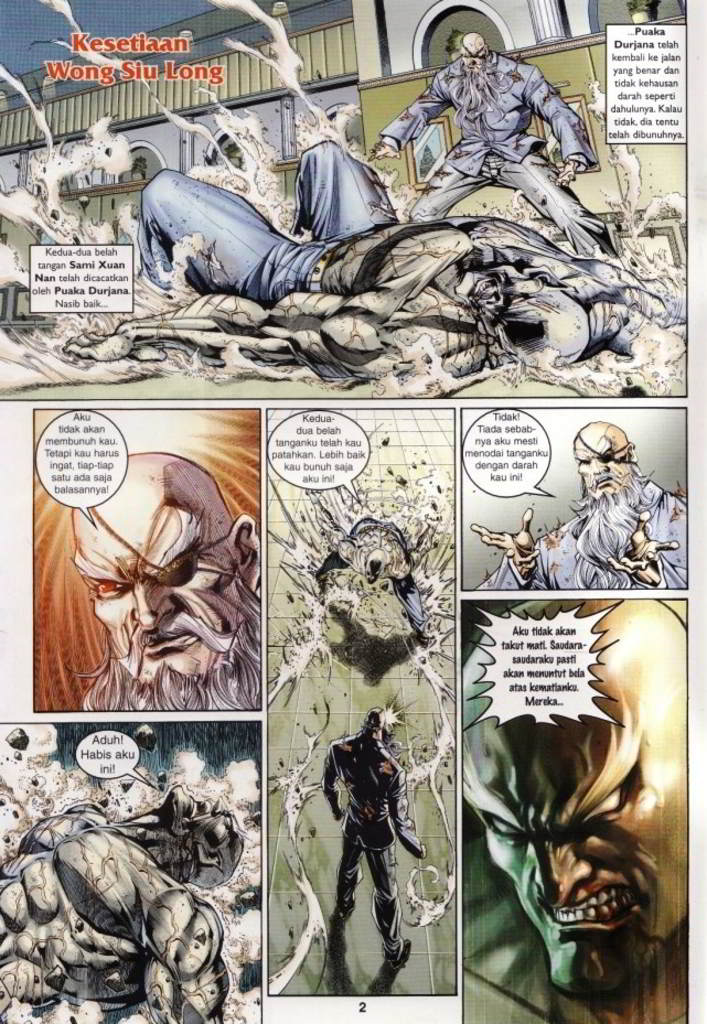 Kesetiaan
Wong Siu Long
...Puaka
Durjana telah
kembali ke jalan
yang benar dan
tidak kehausan
darah seperti
dahulunya. Kalau
tidak, dia tentu
telah dibunuhnya.
Kedua-dua belah
tangan Sami Xuan
Nan telah dicacatkan
oleh Puaka Durjana.
Nasib baik...
Aku
tidak akan
membunuh kau.
Tetapi kau harus
ingat, tiap-tiap
satu ada saja
balasannya!
Kedua-
dua belah
tanganku telah kau
patahkan. Lebih baik
kau bunuh saja
aku ini!
Tidak!
Tiada sebab-
nya aku mesti
menodai tanganku
dengan darah
kau ini!
Aduh!
Habis aku
ini!
Aku tidak akan
takut mati. Saudara-
saudaraku pasti
akan menuntut bela
atas kematianku.
Mereka...
2